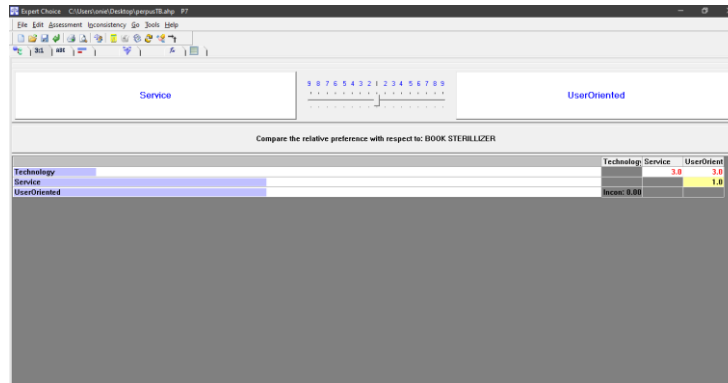 Expert Choice C:\Users\onie\Desktop\perpusTB.ahp P7
File Edit Assessment Inconsistency Go Tools Help
3:1 ABC
9 8 7 6 5 4 3 2 1 2 3 4 5 6 7 8 9
Service UserOriented
Compare the relative preference with respect to: BOOK STERILLIZER
Technology Service UserOrient
Technology 3.0 3.0
Service 1.0
UserOriented Incon: 0.00